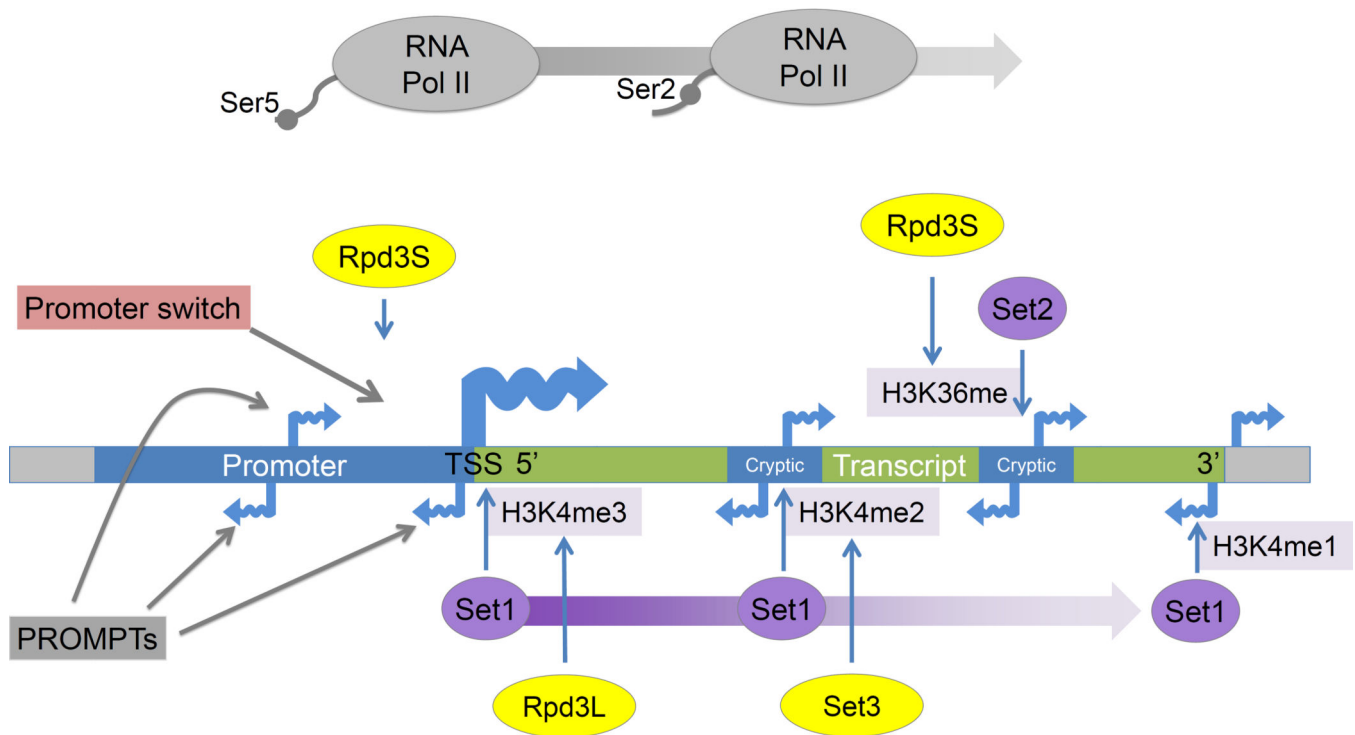 RNA
Pol II
RNA
Pol II
Ser5
Ser2
Rpd3S
Rpd3S
Promoter switch
Set2
H3K36me
Promoter
TSS 5’
Cryptic
Transcript
Cryptic
3’
H3K4me3
H3K4me2
H3K4me1
Set1
Set1
Set1
PROMPTs
Rpd3L
Set3